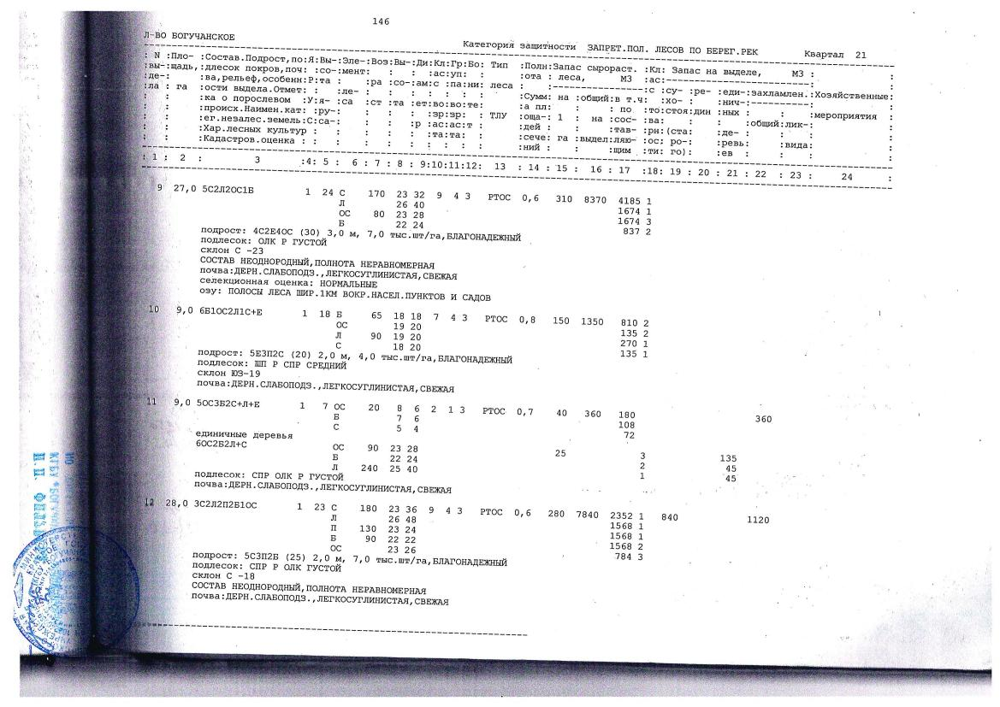 146
Л-ВО БОГУЧАНСКОЕ
Категория защитности ЗАПРЕТ.ПОЛ. ЛЕСОВ ПО БЕРЕГ.РЕК Квартал 21
: N :Пло- :Состав.Подрост,по:Я:Вы-:Эле-:Воз:Вы-:Ди:Кл:Гр:Бо: Тип :Полн:Запас сырораст. :Кл: Запас на выделе, М3 :
:вы-:щадь,:длесок покров,поч: :со-:мент: : : :ас:уп: : :ота : леса, М3 :ас:
:де-: :ва,рельеф,особенн:Р:та : :ра :со-:ам:с :па:ни: леса : :с :су- :ре- :еди-:захламлен.:Хозяйственные:
:ла : га :ости выдела.Отмет: : :ле- : : : : : : : :Сумм: на :общий:в т.ч: :хо- : :нич-:
: : :ка о порослевом :У:я- :са :ст :та :ет:во:во:те: :а пл: : : по :то:стоя:дин :ных : : :мероприятия
: : :происх.Наимен.кат: :ру-: : : : :эр:эр: : ТЛУ :оща-: 1 : на :сос-:ва: : : :общий:лик-:
: : :ег.незалес.земель:С:са-: : : :р :ас:ас:т : :дей : : :тав- :рн:(ста: :де- : :
: : :Хар.лесных культур : : : : : : :та:та: : :сече: га :выдел:ляю- :ос: ро-: :ревь: :вида:
: : :Кадастров.оценка : : : : : : : : : : :ний : : :щим :ти: го): :ев : : :
: 1 : 2 : 3 :4: 5 : 6 : 7 : 8 : 9:10:11:12: 13 : 14 : 15 : 16 : 17 :18: 19 : 20 : 21 : 22 : 23 : 24 :
9 27,0 5С2Л2ОС1Б 1 24 С 170 23 32 9 4 3 РТОС 0,6 310 8370 4185 1
Л 26 40 1674 1
ОС 80 23 28 1674 3
Б 22 24 837 2
подрост: 4С2Е4ОС (30) 3,0 м, 7,0 тыс.шт/га,БЛАГОНАДЕЖНЫЙ
подлесок: ОЛК Р ГУСТОЙ
склон С -23
СОСТАВ НЕОДНОРОДНЫЙ,ПОЛНОТА НЕРАВНОМЕРНАЯ
почва:ДЕРН.СЛАБОПОДЗ.,ЛЕГКОСУГЛИНИСТАЯ,СВЕЖАЯ
селекционная оценка: НОРМАЛЬНЫЕ
озу: ПОЛОСЫ ЛЕСА ШИР.1КМ ВОКР.НАСЕЛ.ПУНКТОВ И САДОВ
10 9,0 6Б1ОС2Л1С+Е 1 18 Б 65 18 18 7 4 3 РТОС 0,8 150 1350 810 2
ОС 19 20 135 2
Л 90 19 20 270 1
С 18 20 135 1
подрост: 5Е3П2С (20) 2,0 м, 4,0 тыс.шт/га,БЛАГОНАДЕЖНЫЙ
подлесок: ШП Р СПР СРЕДНИЙ
склон ЮЗ-19
почва:ДЕРН.СЛАБОПОДЗ.,ЛЕГКОСУГЛИНИСТАЯ,СВЕЖАЯ
11 9,0 5ОС3Б2С+Л+Е 1 7 ОС 20 8 6 2 1 3 РТОС 0,7 40 360 180 360
Б 7 6 108
С 5 4 72
единичные деревья
6ОС2Б2Л+С ОС 90 23 28 25 3 135
Б 22 24 2 45
Л 240 25 40 1 45
подлесок: СПР ОЛК Р ГУСТОЙ
почва:ДЕРН.СЛАБОПОДЗ.,ЛЕГКОСУГЛИНИСТАЯ,СВЕЖАЯ
12 28,0 3С2Л2П2Б1ОС 1 23 С 180 23 36 9 4 3 РТОС 0,6 280 7840 2352 1 840 1120
Л 26 48 1568 1
П 130 23 24 1568 1
Б 90 22 22 1568 2
ОС 23 26 784 3
подрост: 5С3П2Б (25) 2,0 м, 7,0 тыс.шт/га,БЛАГОНАДЕЖНЫЙ
подлесок: СПР Р ОЛК ГУСТОЙ
склон С -18
СОСТАВ НЕОДНОРОДНЫЙ,ПОЛНОТА НЕРАВНОМЕРНАЯ
почва:ДЕРН.СЛАБОПОДЗ.,ЛЕГКОСУГЛИНИСТАЯ,СВЕЖАЯ